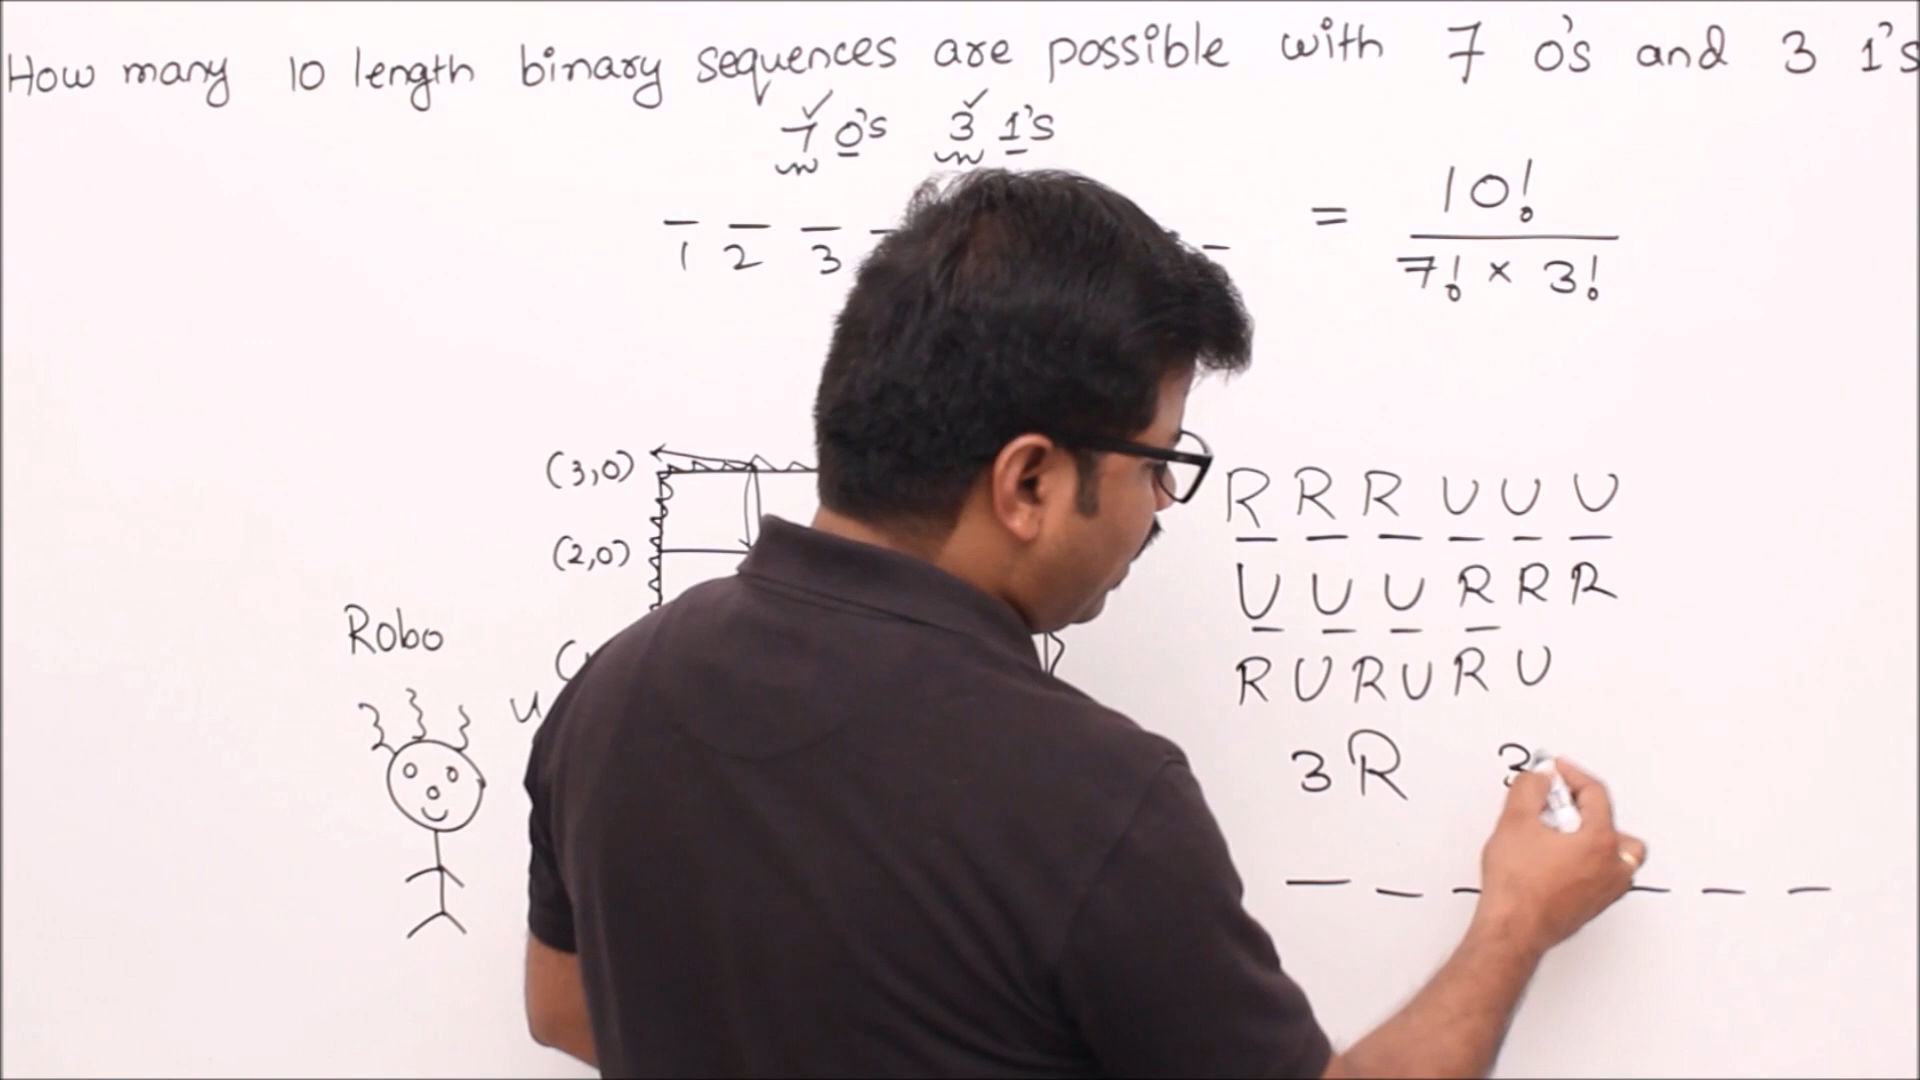 How many 10 length binary sequences are possible with 7 0's and 3 1's
7 0's 3 1's
1 2 3
= 10!
7! × 3!
(3,0)
(2,0)
Robo
R R R U U U
U U U R R R
R U R U R U
3 R 3